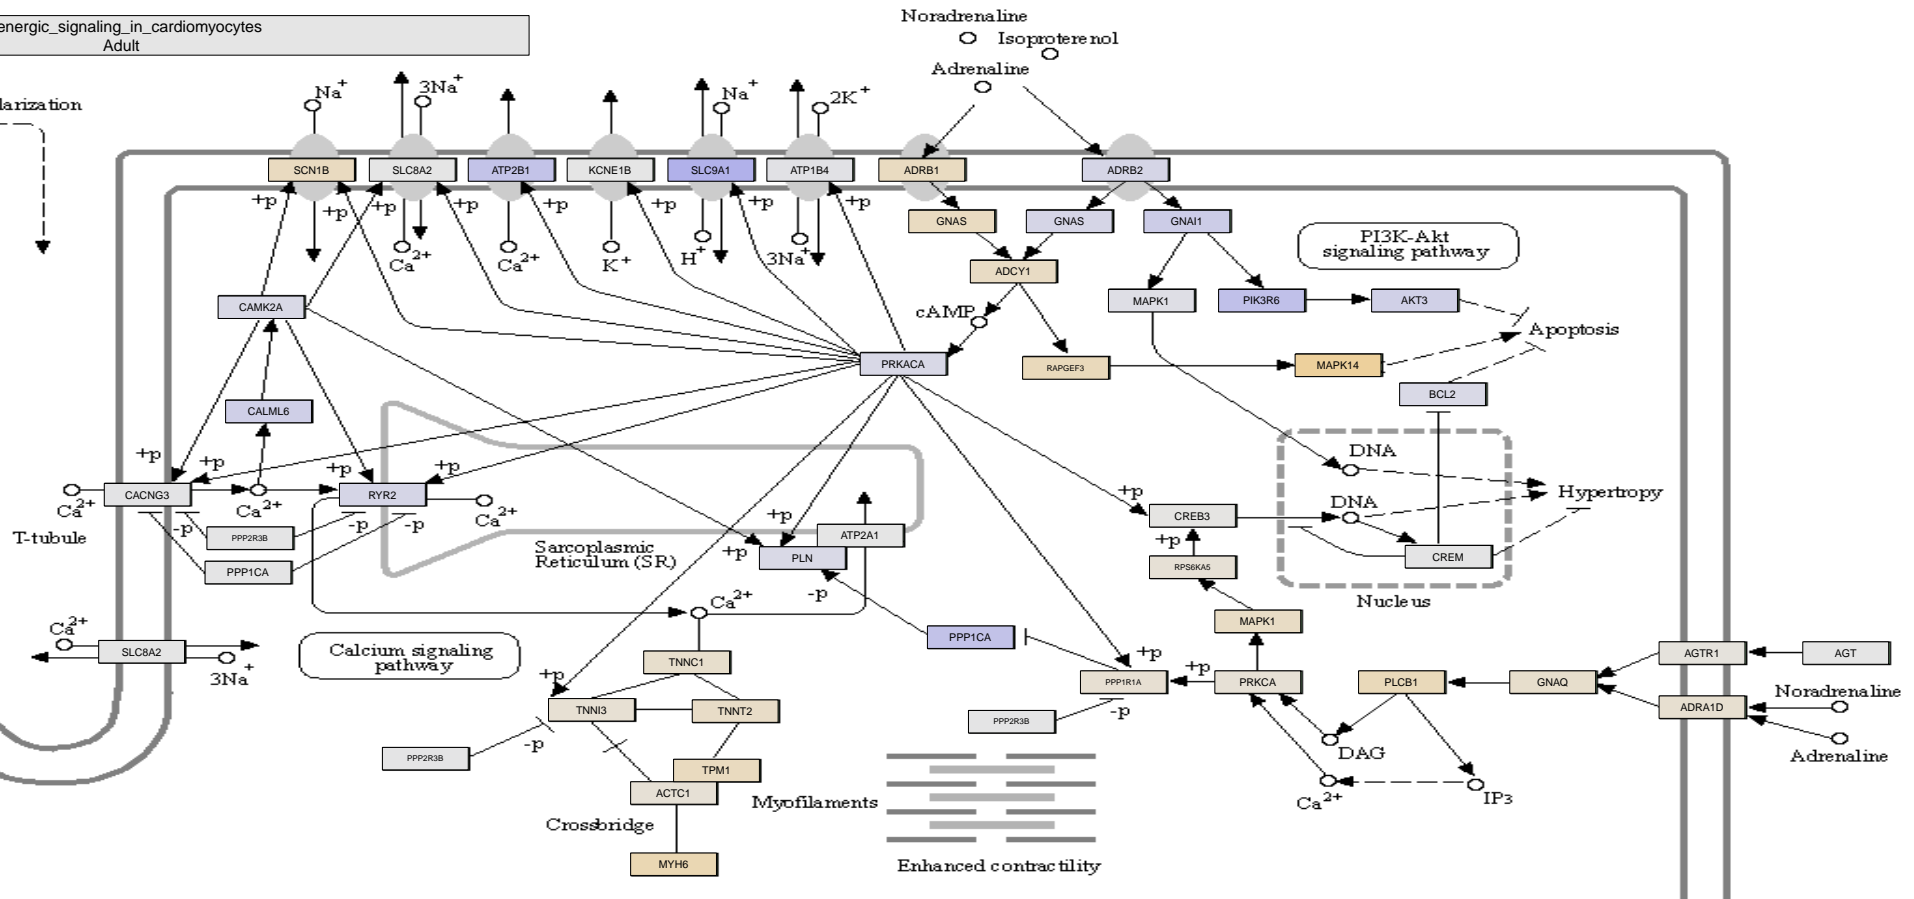 energic_signaling_in_cardiomyocytes
Adult
larization
Noradrenaline
Isoproterenol
Adrenaline
Na+
3Na+
Na+
2K+
SCN1B
SLC8A2
ATP2B1
KCNE1B
SLC9A1
ATP1B4
ADRB1
ADRB2
+p
+p
+p
+p
+p
+p
+p
+p
GNAS
GNAS
GNAI1
Ca2+
Ca2+
K+
H+
3Na+
PI3K-Akt
signaling pathway
ADCY1
CAMK2A
MAPK1
PIK3R6
AKT3
cAMP
Apoptosis
PRKACA
RAPGEF3
MAPK14
BCL2
CALML6
+p
+p
+p
+p
DNA
CACNG3
RYR2
Ca2+
Ca2+
Ca2+
+p
DNA
Hypertropy
T-tubule
-p
-p
-p
PPP2R3B
PPP1CA
Sarcoplasmic
Reticulum (SR)
+p
+p
ATP2A1
PLN
-p
CREB3
+p
RPS6KA5
CREM
Nucleus
Ca2+
SLC8A2
3Na+
Calcium signaling
pathway
Ca2+
PPP1CA
MAPK1
TNNC1
+p
+p
+p
PPP1R1A
PRKCA
PLCB1
GNAQ
AGTR1
AGT
ADRA1D
Noradrenaline
Adrenaline
TNNI3
TNNT2
-p
PPP2R3B
-p
PPP2R3B
DAG
TPM1
ACTC1
Ca2+
IP3
Myofilaments
Crossbridge
MYH6
Enhanced contractility